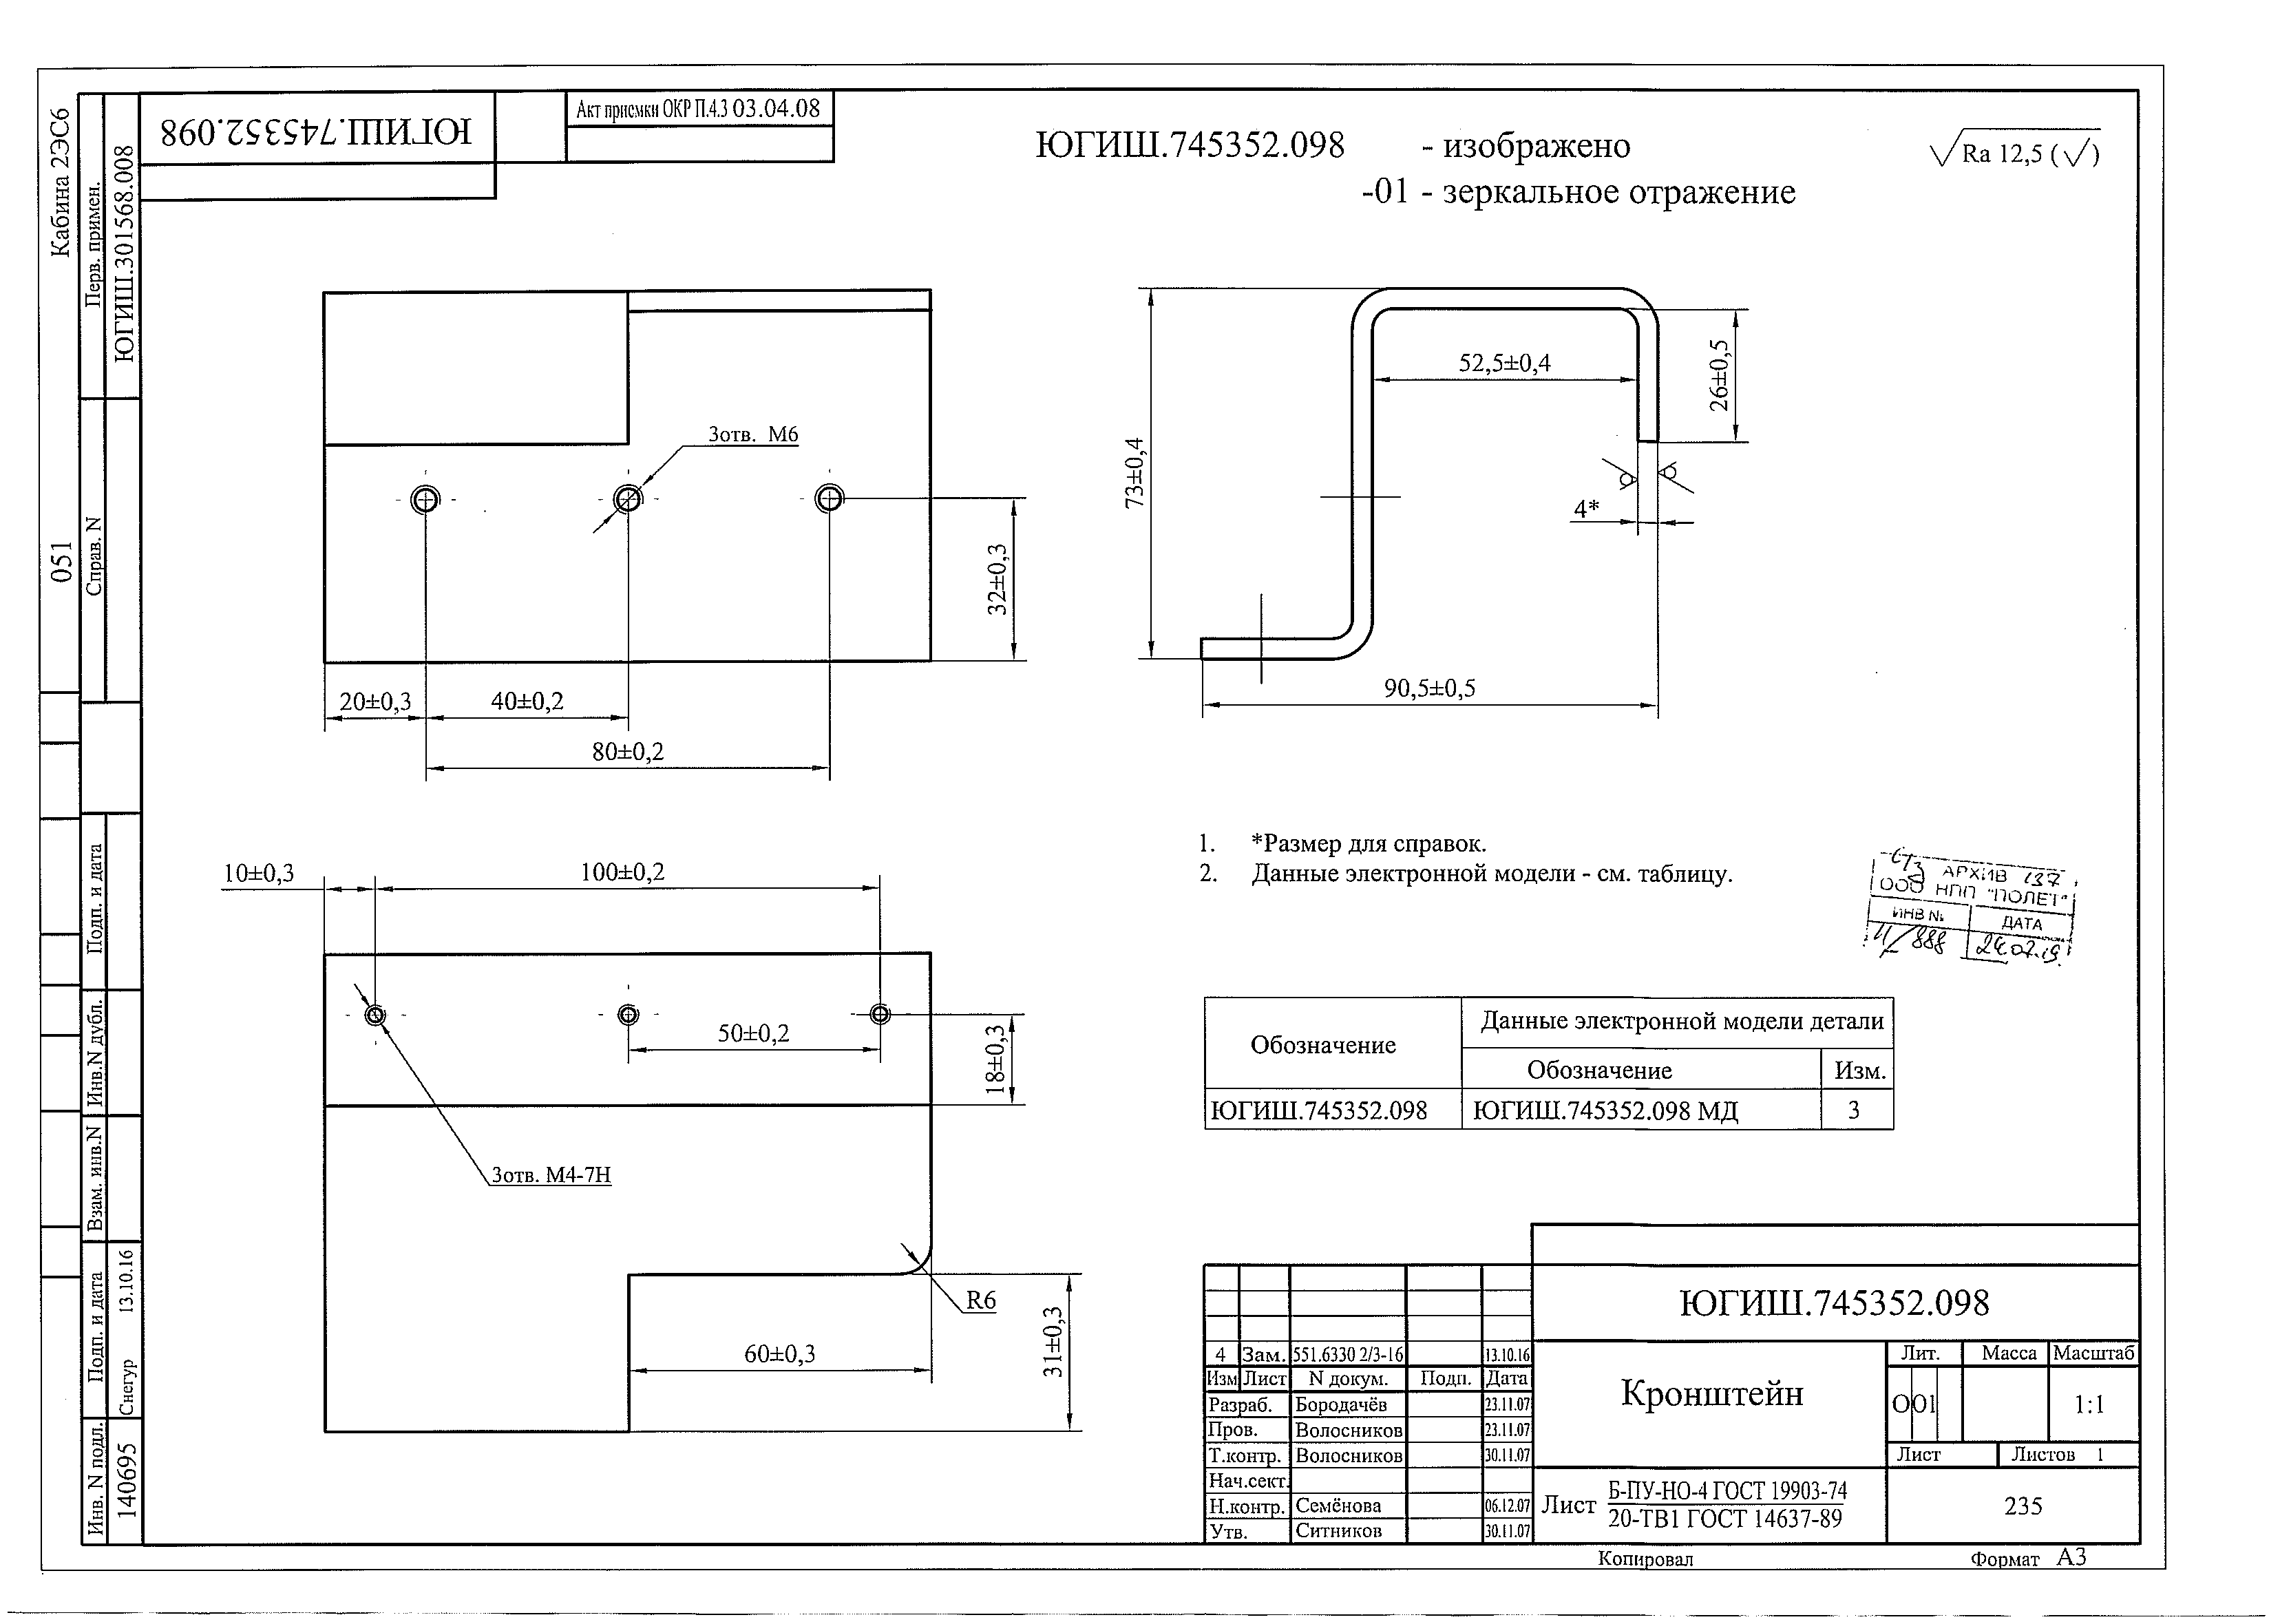 Кабина 2ЭС6
051
Перв. примен.
ЮГИШ.301568.008
Справ. N
Подп. и дата
Инв.N дубл.
Взам. инв.N
Подп. и дата
Снегур 13.10.16
Инв. N подл.
140695
ЮГИШ.745352.098
Акт приемки ОКР П.4.3 03.04.08
ЮГИШ.745352.098 - изображено
-01 - зеркальное отражение
Ra 12,5 (√)
3отв. М6
32±0,3
20±0,3
40±0,2
80±0,2
73±0,4
52,5±0,4
26±0,5
4*
90,5±0,5
10±0,3
100±0,2
50±0,2
18±0,3
3отв. М4-7Н
R6
60±0,3
31±0,3
1. *Размер для справок.
2. Данные электронной модели - см. таблицу.
АРХИВ 137
ООО НПП "ПОЛЕТ"
ИНВ № ДАТА
24.02.19
Обозначение
Данные электронной модели детали
Обозначение Изм.
ЮГИШ.745352.098 ЮГИШ.745352.098 МД 3
ЮГИШ.745352.098
4 Зам. 551.6330 2/3-16 13.10.16
Изм Лист N докум. Подп. Дата
Разраб. Бородачёв 23.11.07
Пров. Волосников 23.11.07
Т.контр. Волосников 30.11.07
Нач.сект.
Н.контр. Семёнова 06.12.07
Утв. Ситников 30.11.07
Кронштейн
Лит. Масса Масштаб
О О1 1:1
Лист Листов 1
Лист Б-ПУ-НО-4 ГОСТ 19903-74
20-ТВ1 ГОСТ 14637-89
235
Копировал Формат А3